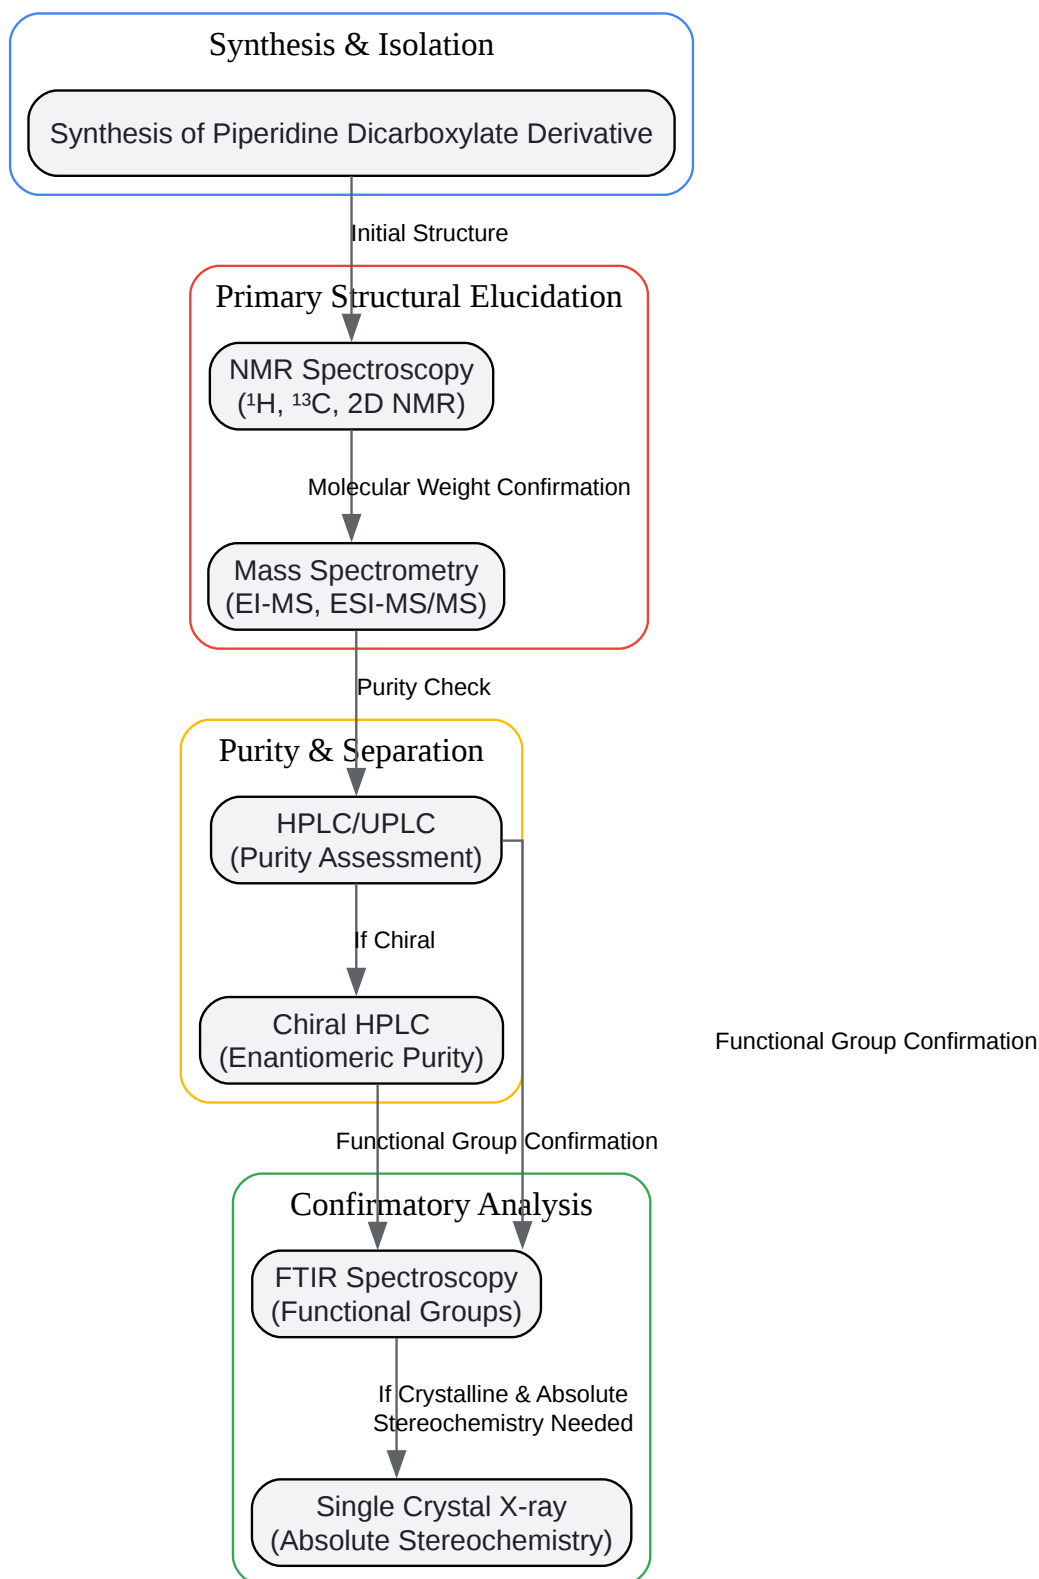 Synthesis & Isolation
Synthesis of Piperidine Dicarboxylate Derivative
Initial Structure
Primary Structural Elucidation
NMR Spectroscopy
(¹H, ¹³C, 2D NMR)
Molecular Weight Confirmation
Mass Spectrometry
(EI-MS, ESI-MS/MS)
Purity Check
Purity & Separation
HPLC/UPLC
(Purity Assessment)
If Chiral
Chiral HPLC
(Enantiomeric Purity)
Functional Group Confirmation
Functional Group Confirmation
Confirmatory Analysis
FTIR Spectroscopy
(Functional Groups)
If Crystalline & Absolute
Stereochemistry Needed
Single Crystal X-ray
(Absolute Stereochemistry)